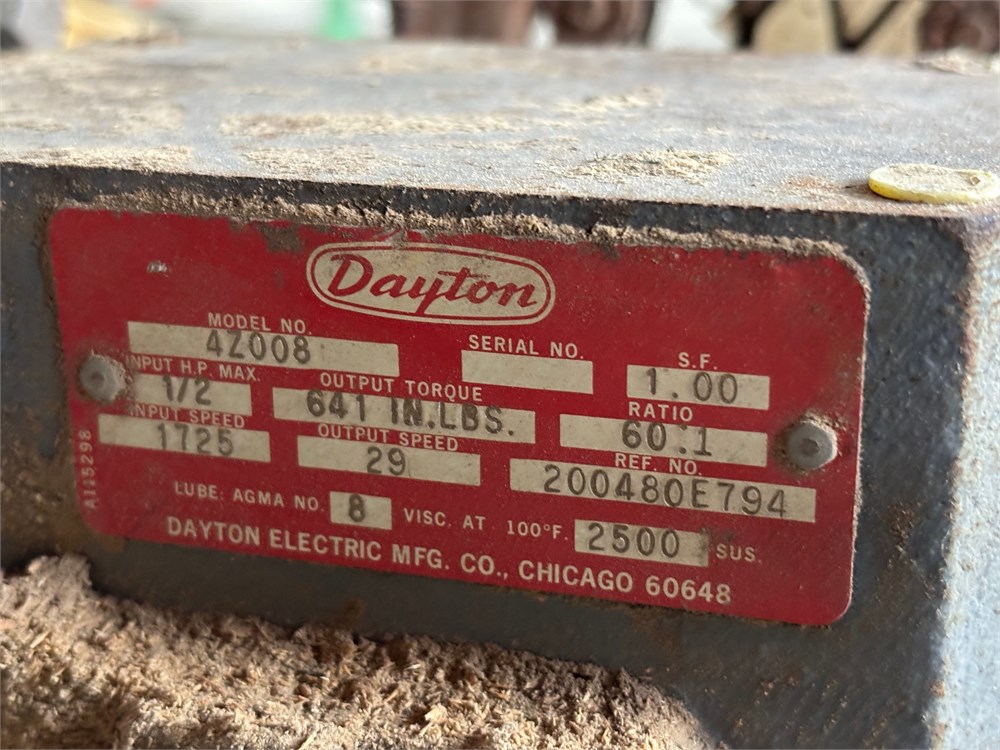 Dayton
MODEL NO. SERIAL NO. S.F.
4Z008 1.00
INPUT H.P. MAX. OUTPUT TORQUE RATIO
1/2 641 IN.LBS. 60:1
INPUT SPEED OUTPUT SPEED REF. NO.
1725 29 200480E794
LUBE: AGMA NO. 8 VISC. AT 100°F. 2500 SUS.
DAYTON ELECTRIC MFG. CO., CHICAGO 60648
A115298